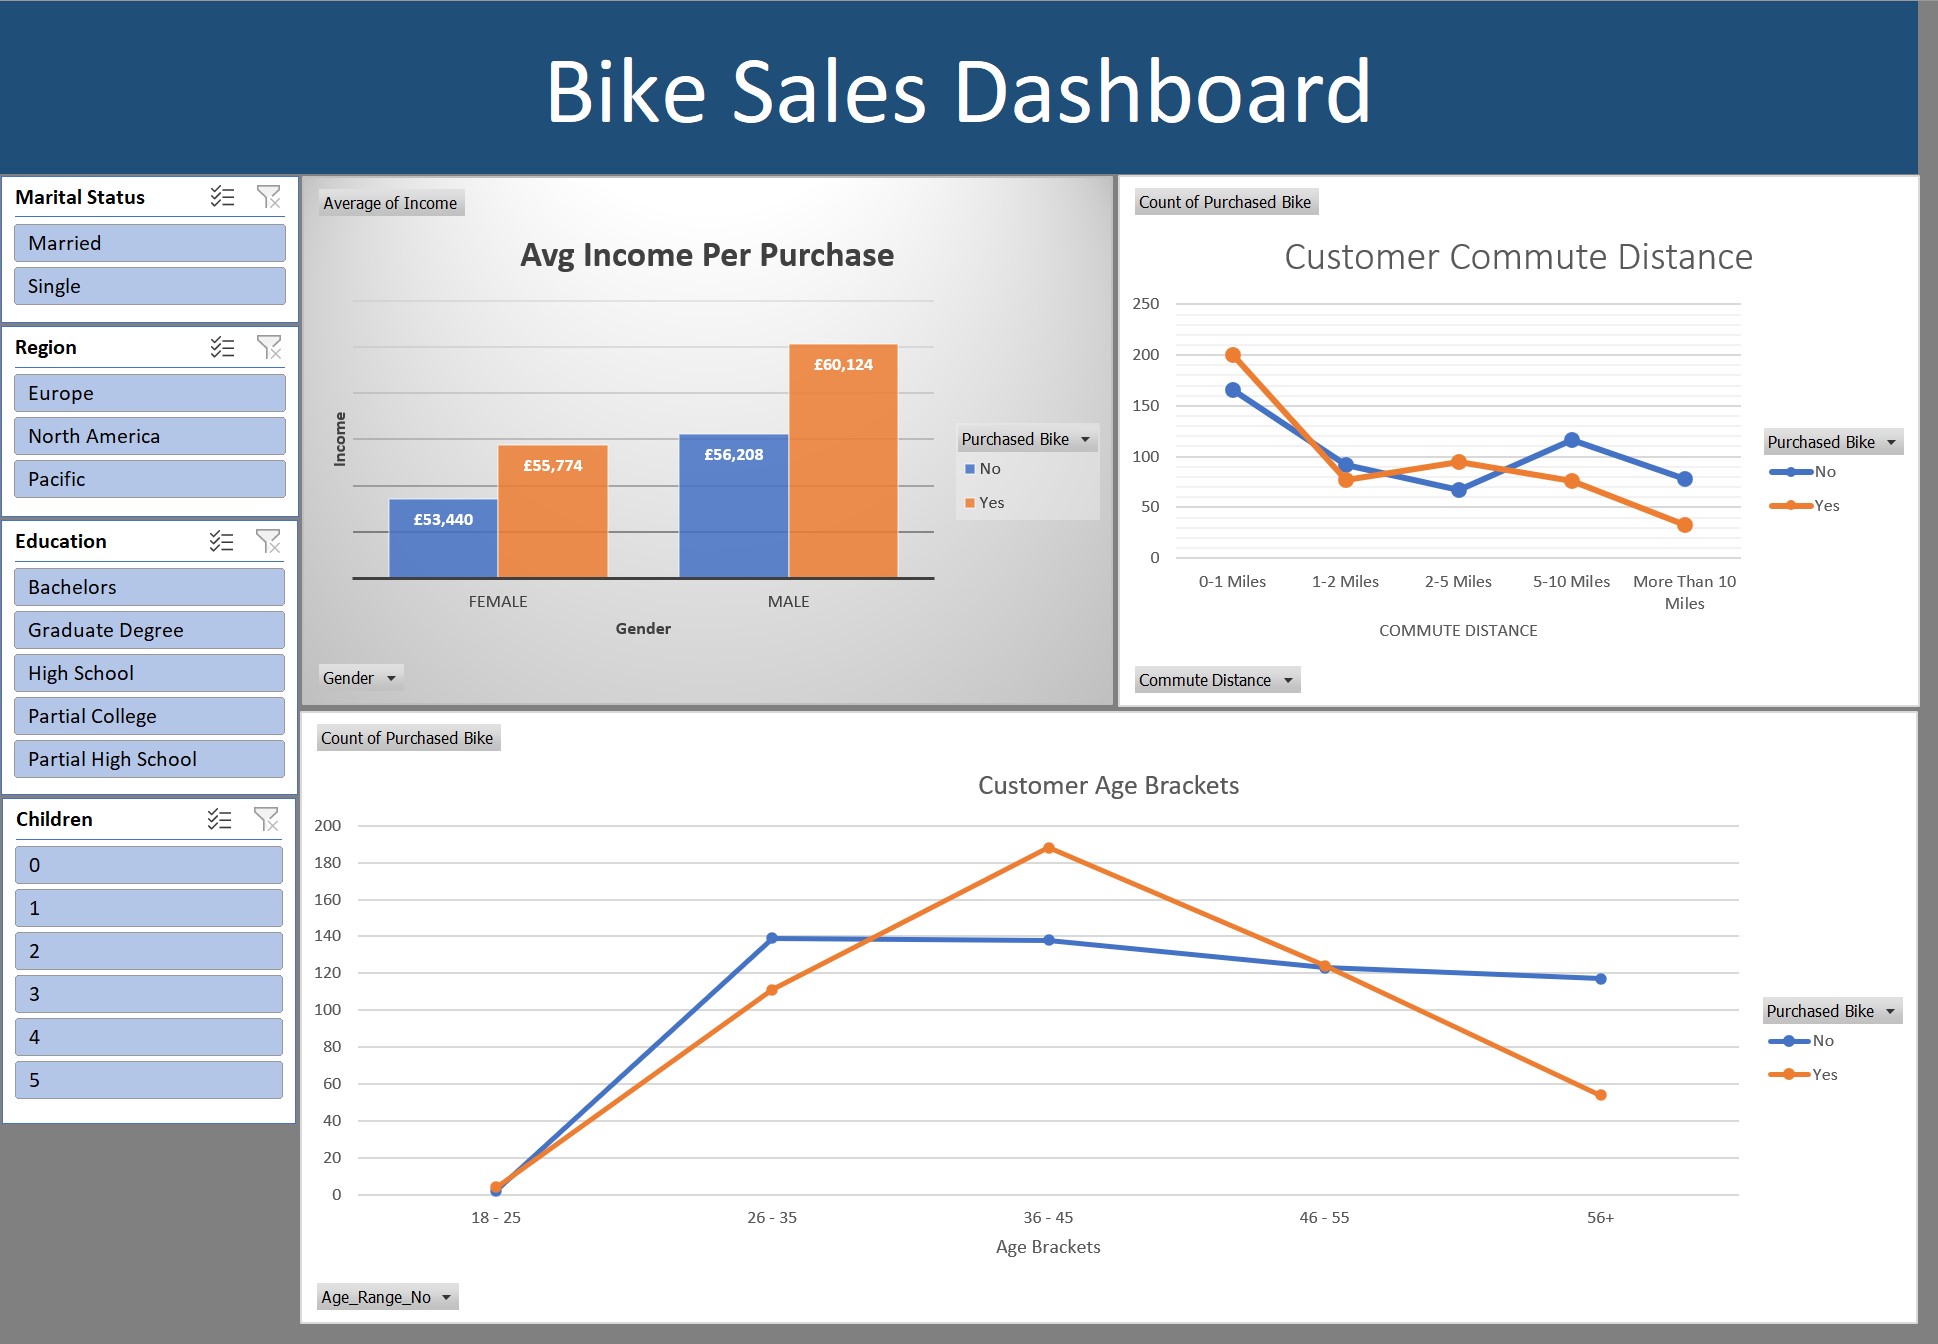 Bike Sales Dashboard
Marital Status
Married
Single
Region
Europe
North America
Pacific
Education
Bachelors
Graduate Degree
High School
Partial College
Partial High School
Children
0
1
2
3
4
5
Average of Income
Avg Income Per Purchase
Income
£53,440
£55,774
£56,208
£60,124
FEMALE
MALE
Gender
Purchased Bike
No
Yes
Gender
Count of Purchased Bike
Customer Commute Distance
250
200
150
100
50
0
0-1 Miles
1-2 Miles
2-5 Miles
5-10 Miles
More Than 10
Miles
COMMUTE DISTANCE
Purchased Bike
No
Yes
Commute Distance
Count of Purchased Bike
Customer Age Brackets
200
180
160
140
120
100
80
60
40
20
0
18 - 25
26 - 35
36 - 45
46 - 55
56+
Age Brackets
Purchased Bike
No
Yes
Age_Range_No